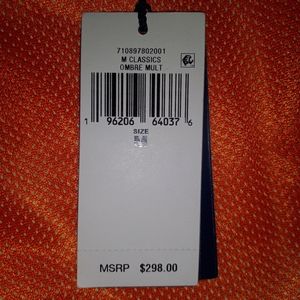 710897802001
M CLASSICS
OMBRE MULT
1 96206 64037 6
SIZE
MSRP $298.00